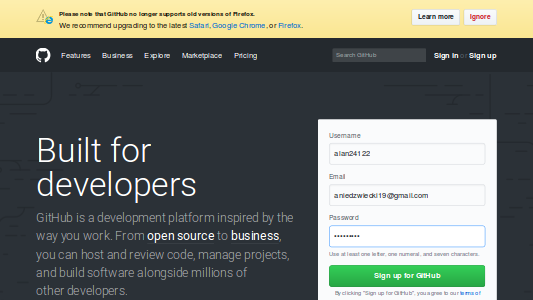 Please note that GitHub no longer supports old versions of Firefox.
We recommend upgrading to the latest Safari, Google Chrome, or Firefox.
Learn more
Ignore
Features Business Explore Marketplace Pricing
Search GitHub
Sign in or Sign up
Built for
developers
GitHub is a development platform inspired by the
way you work. From open source to business,
you can host and review code, manage projects,
and build software alongside millions of
other developers.
Username
alan24122
Email
aniedzwiecki19@gmail.com
Password
•••••••••
Use at least one letter, one numeral, and seven characters.
Sign up for GitHub
By clicking "Sign up for GitHub", you agree to our terms of